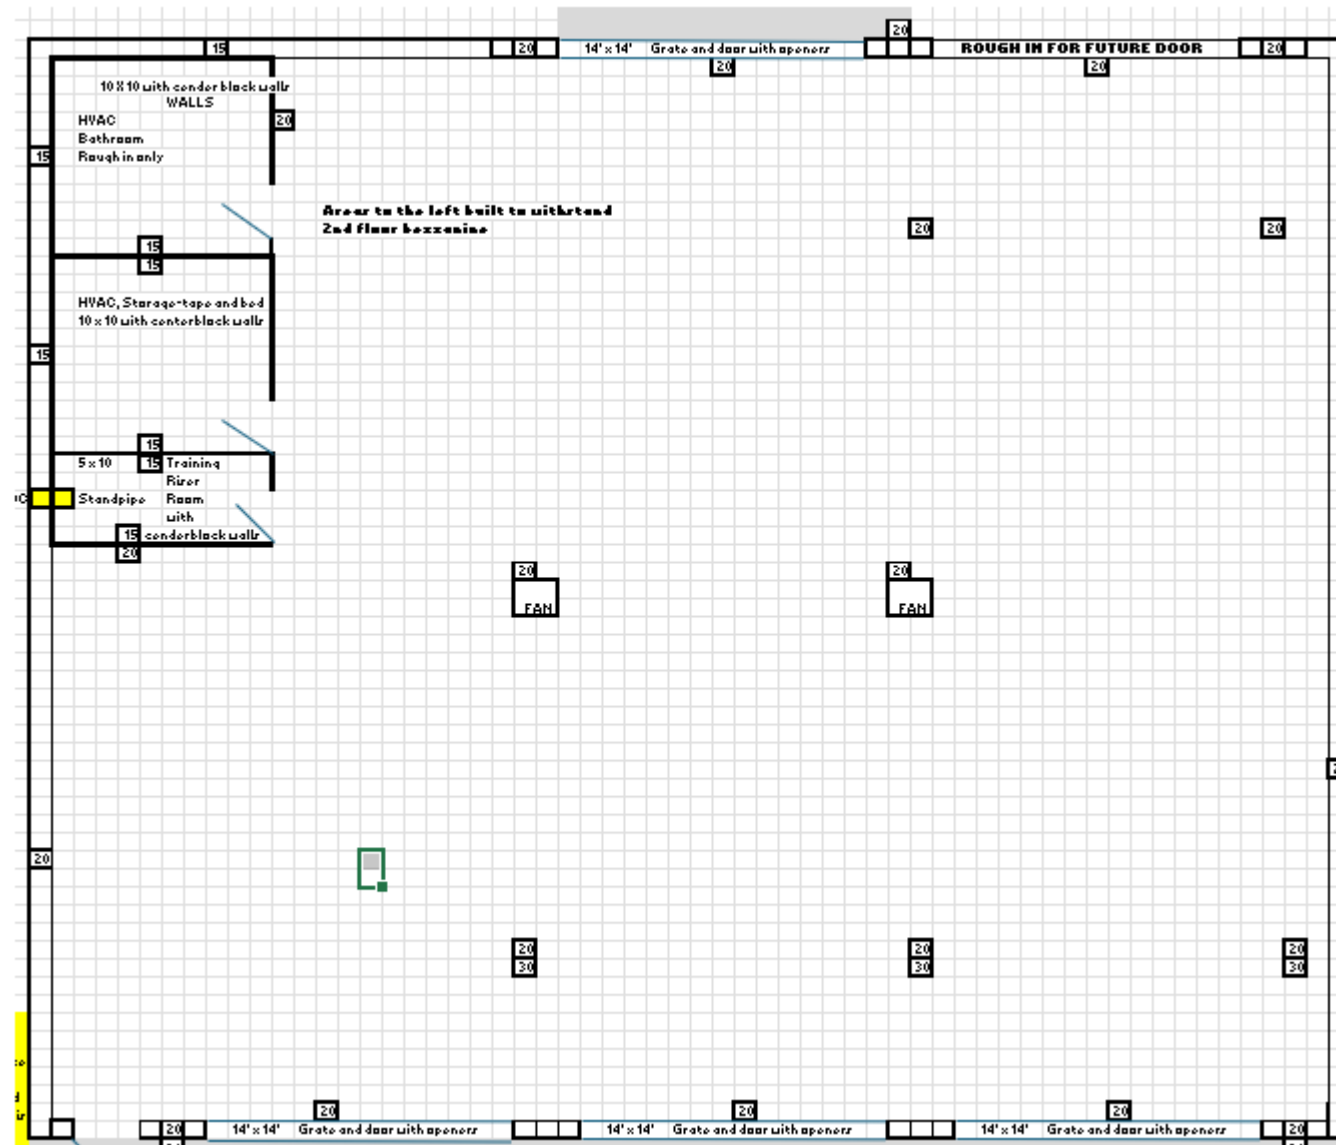 20
15
20
14' x 14' Grate and door with openers
ROUGH IN FOR FUTURE DOOR
20
20
20
10 X 10 with cender block walls
WALLS
HVAC
20
Bathroom
15
Rough in only
Areas to the left built to withstand
2nd floor bezzanine
20
20
15
15
HVAC, Storage-tape and bed
10 x 10 with centerblock walls
15
15
5 x 10
15
Training
Riser
Standpipe
Room
with
15
cenderblock walls
20
20
20
FAN
FAN
20
20
20
20
30
30
30
20
20
20
20
14' x 14' Grate and door with openers
14' x 14' Grate and door with openers
14' x 14' Grate and door with openers
20